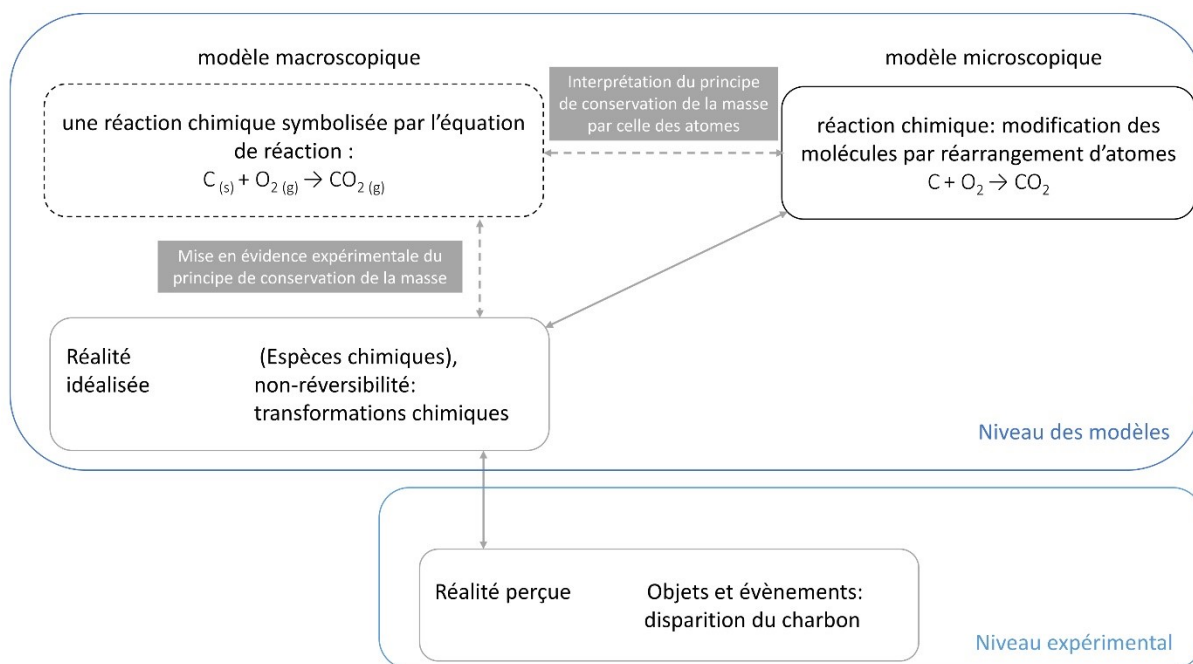 modèle macroscopique
modèle microscopique
une réaction chimique symbolisée par l’équation
de réaction :
C (s) + O₂ (g) → CO₂ (g)
Interprétation du principe
de conservation de la masse
par celle des atomes
réaction chimique: modification des
molécules par réarrangement d’atomes
C + O₂ → CO₂
Mise en évidence expérimentale du
principe de conservation de la masse
Réalité
idéalisée
(Espèces chimiques),
non-réversibilité:
transformations chimiques
Niveau des modèles
Réalité perçue
Objets et évènements:
disparition du charbon
Niveau expérimental